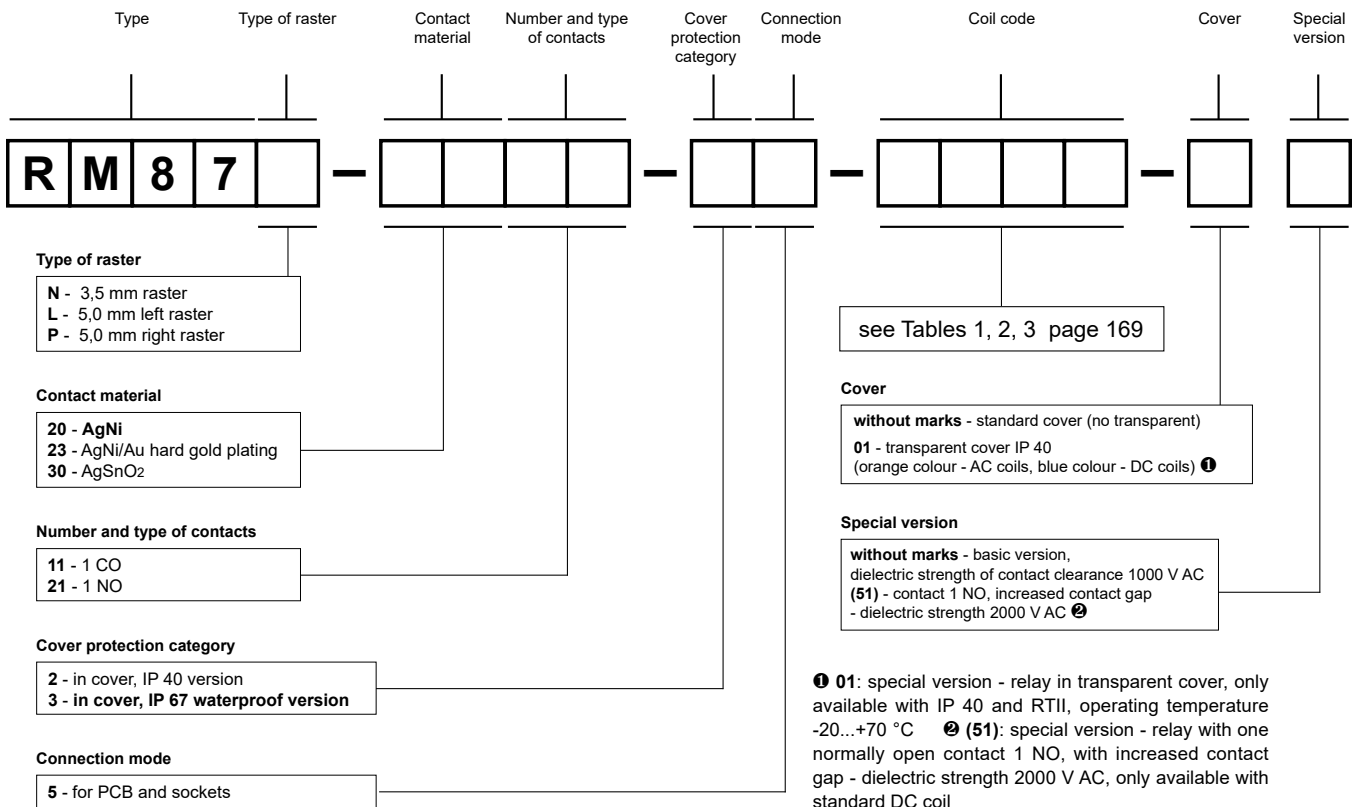 Type
Type of raster
Contact
material
Number and type
of contacts
Cover
protection
category
Connection
mode
Coil code
Cover
Special
version
R M 8 7 – – – –
Type of raster
N - 3,5 mm raster
L - 5,0 mm left raster
P - 5,0 mm right raster
Contact material
20 - AgNi
23 - AgNi/Au hard gold plating
30 - AgSnO2
Number and type of contacts
11 - 1 CO
21 - 1 NO
Cover protection category
2 - in cover, IP 40 version
3 - in cover, IP 67 waterproof version
Connection mode
5 - for PCB and sockets
see Tables 1, 2, 3 page 169
Cover
without marks - standard cover (no transparent)
01 - transparent cover IP 40
(orange colour - AC coils, blue colour - DC coils) ❶
Special version
without marks - basic version,
dielectric strength of contact clearance 1000 V AC
(51) - contact 1 NO, increased contact gap
- dielectric strength 2000 V AC ❷
❶ 01: special version - relay in transparent cover, only
available with IP 40 and RTII, operating temperature
-20...+70 °C ❷ (51): special version - relay with one
normally open contact 1 NO, with increased contact
gap - dielectric strength 2000 V AC, only available with
standard DC coil